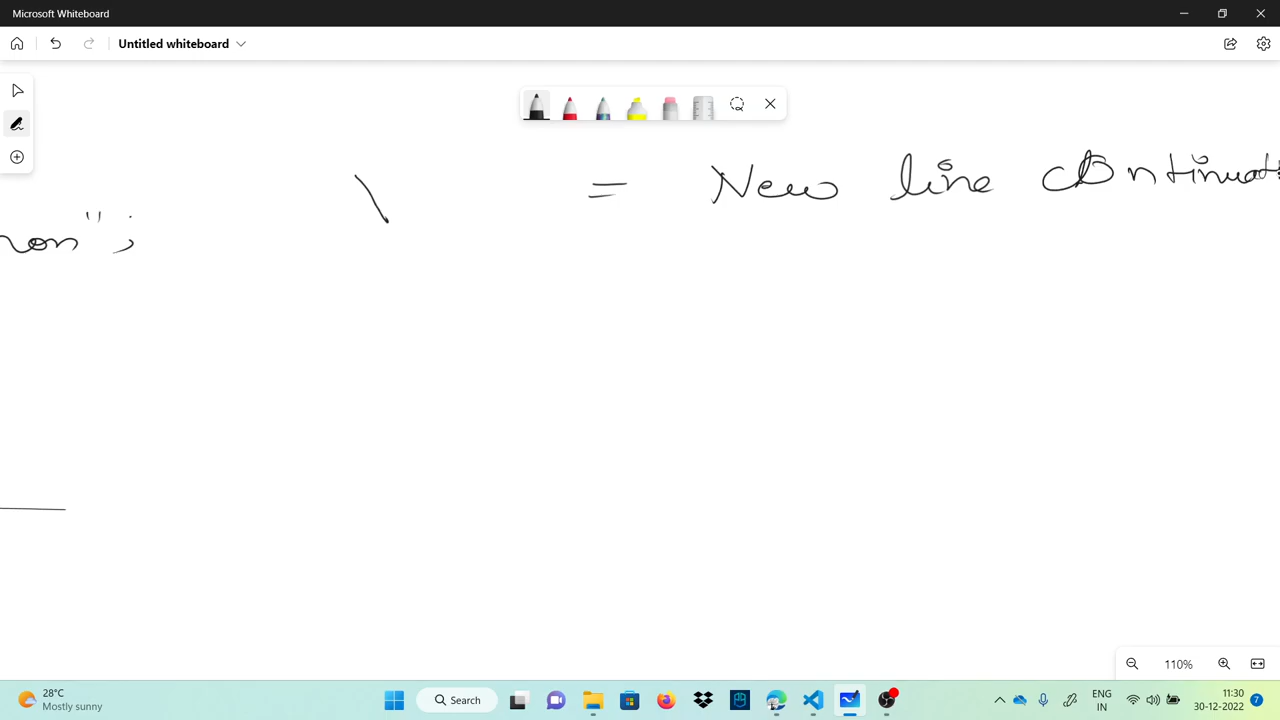 Microsoft Whiteboard
Untitled whiteboard
\ = New line Continuat
";
110%
28°C
Mostly sunny
Search
ENG
IN
11:30
30-12-2022
7